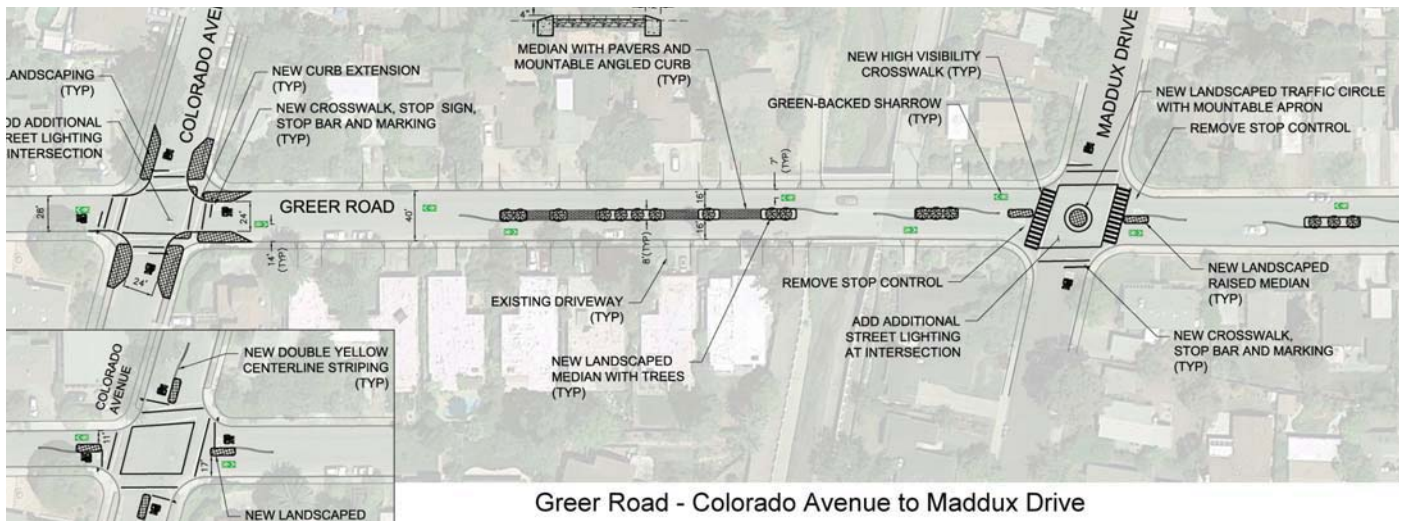 COLORADO AVEN
4"
LANDSCAPING
(TYP)
NEW CURB EXTENSION
(TYP)
NEW CROSSWALK, STOP SIGN,
STOP BAR AND MARKING
(TYP)
DD ADDITIONAL
REET LIGHTING
INTERSECTION
MEDIAN WITH PAVERS AND
MOUNTABLE ANGLED CURB
(TYP)
NEW HIGH VISIBILITY
CROSSWALK (TYP)
GREEN-BACKED SHARROW
(TYP)
MADDUX DRIVE
NEW LANDSCAPED TRAFFIC CIRCLE
WITH MOUNTABLE APRON
REMOVE STOP CONTROL
28'
24'
GREER ROAD
40'
16'
16'
7'
(TYP)
14'
(TYP)
8'(TYP)
24'
EXISTING DRIVEWAY
(TYP)
NEW LANDSCAPED
MEDIAN WITH TREES
(TYP)
REMOVE STOP CONTROL
ADD ADDITIONAL
STREET LIGHTING
AT INTERSECTION
NEW LANDSCAPED
RAISED MEDIAN
(TYP)
NEW CROSSWALK,
STOP BAR AND MARKING
(TYP)
COLORADO
AVENUE
NEW DOUBLE YELLOW
CENTERLINE STRIPING
(TYP)
11'
17'
NEW LANDSCAPED
Greer Road - Colorado Avenue to Maddux Drive